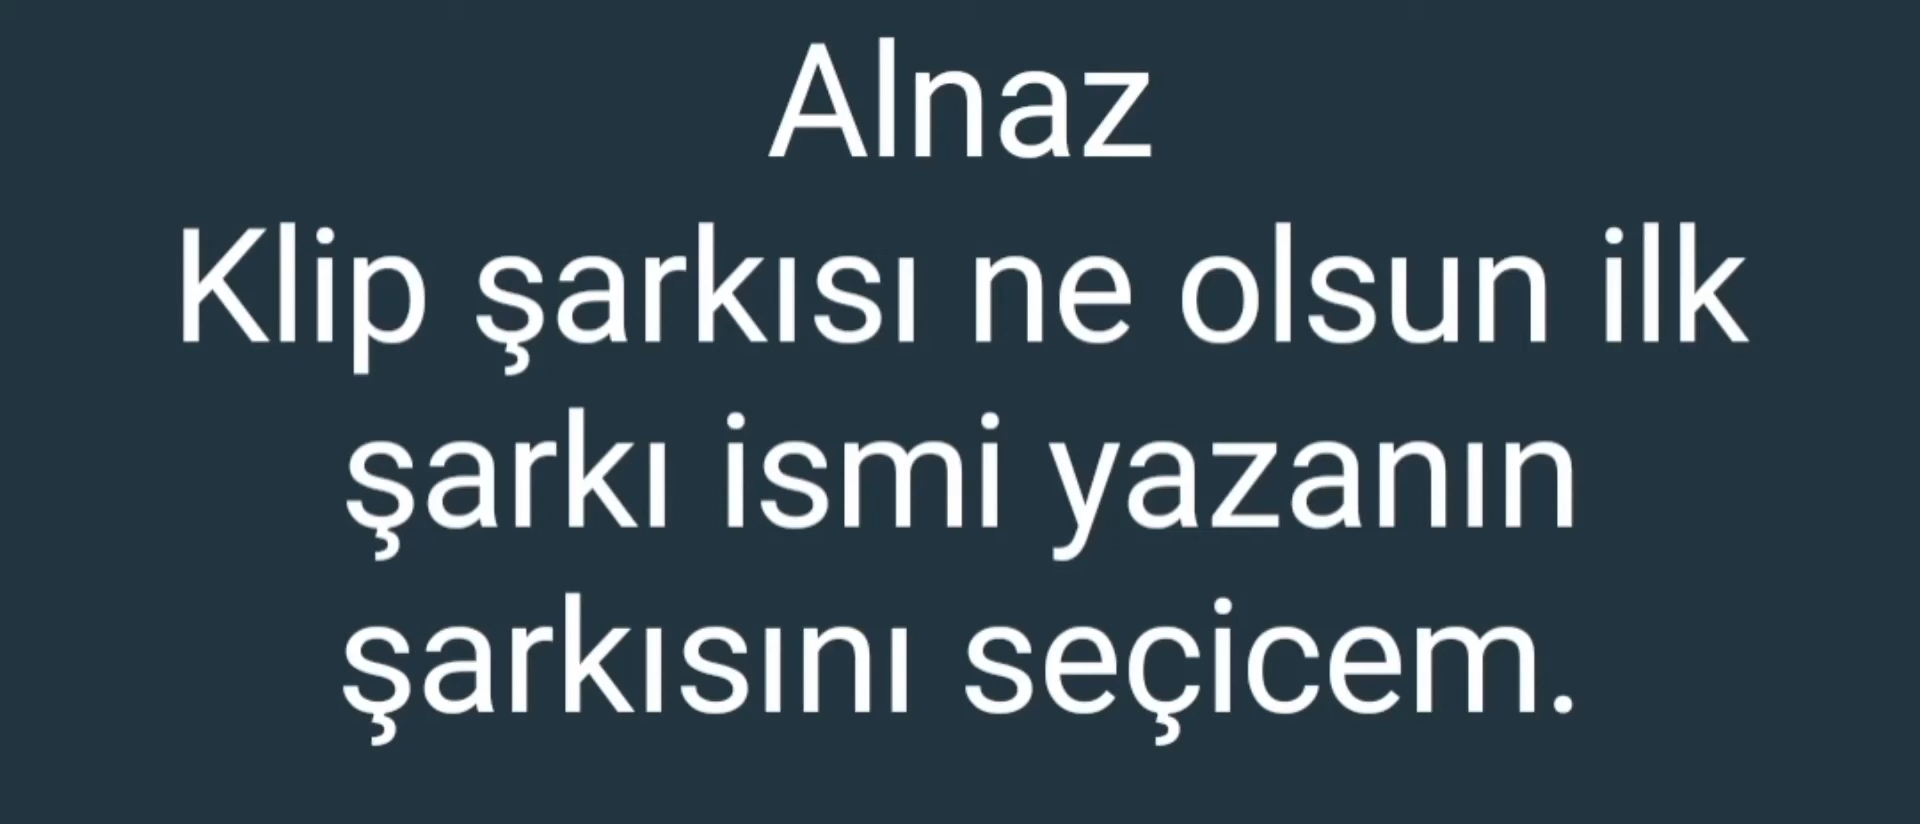 Alnaz
Klip şarkısı ne olsun ilk
şarkı ismi yazanın
şarkısını seçicem.